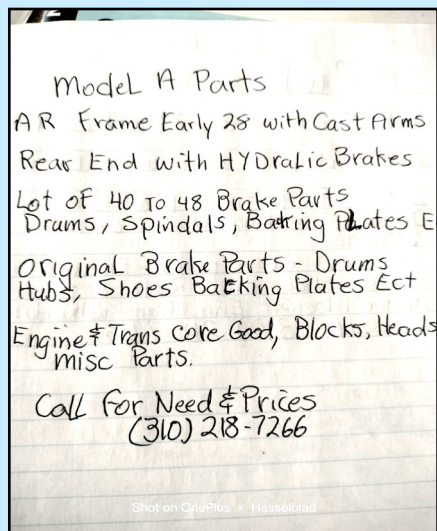 Model A Parts
AR Frame Early 28 with Cast Arms
Rear End with HYDraLic Brakes
Lot OF 40 To 48 Brake Parts
Drums, Spindals, Backing PLates E
Original Brake Parts - Drums
Hubs, Shoes Backing Plates Ect
Engine & Trans Core Good, Blocks, Heads
misc Parts.
Call For Need & Prices
(310) 218-7266
Shot on OnePlus × Hasselblad